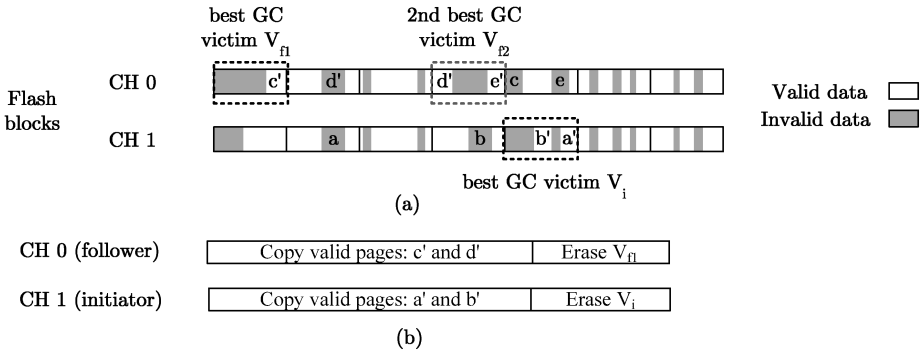 best GC
victim V_f1
2nd best GC
victim V_f2
Flash
blocks
CH 0
c' d' d' e' c e
Valid data
Invalid data
CH 1
a b b' a'
best GC victim V_i
(a)
CH 0 (follower)
Copy valid pages: c' and d'
Erase V_f1
CH 1 (initiator)
Copy valid pages: a' and b'
Erase V_i
(b)